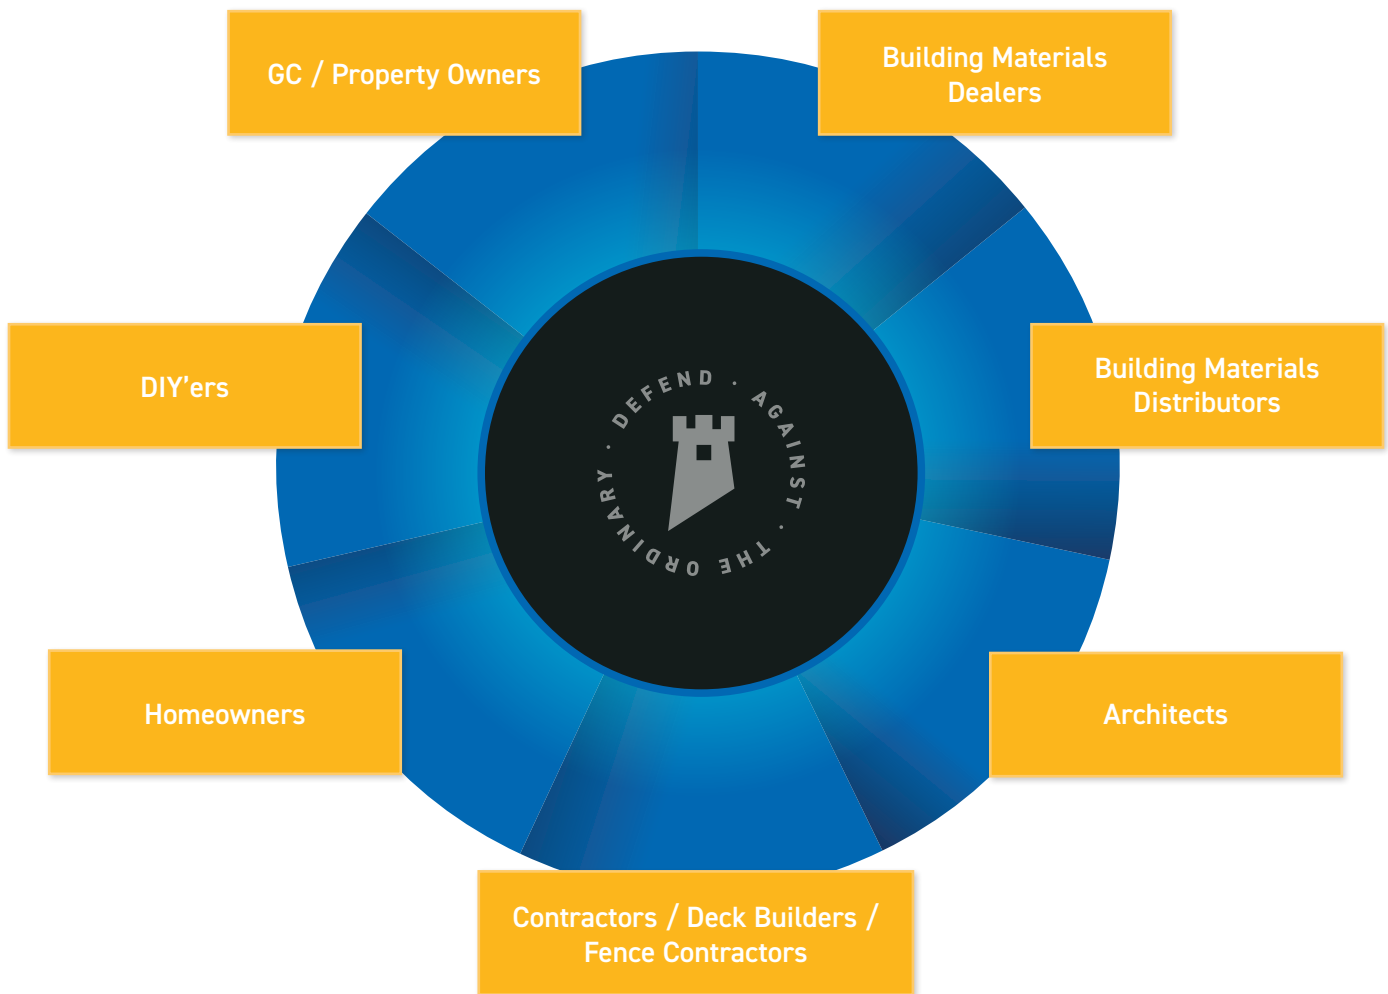 GC / Property Owners
Building Materials
Dealers
DIY’ers
DEFEND · AGAINST · THE ORDINARY ·
Building Materials
Distributors
Homeowners
Architects
Contractors / Deck Builders /
Fence Contractors